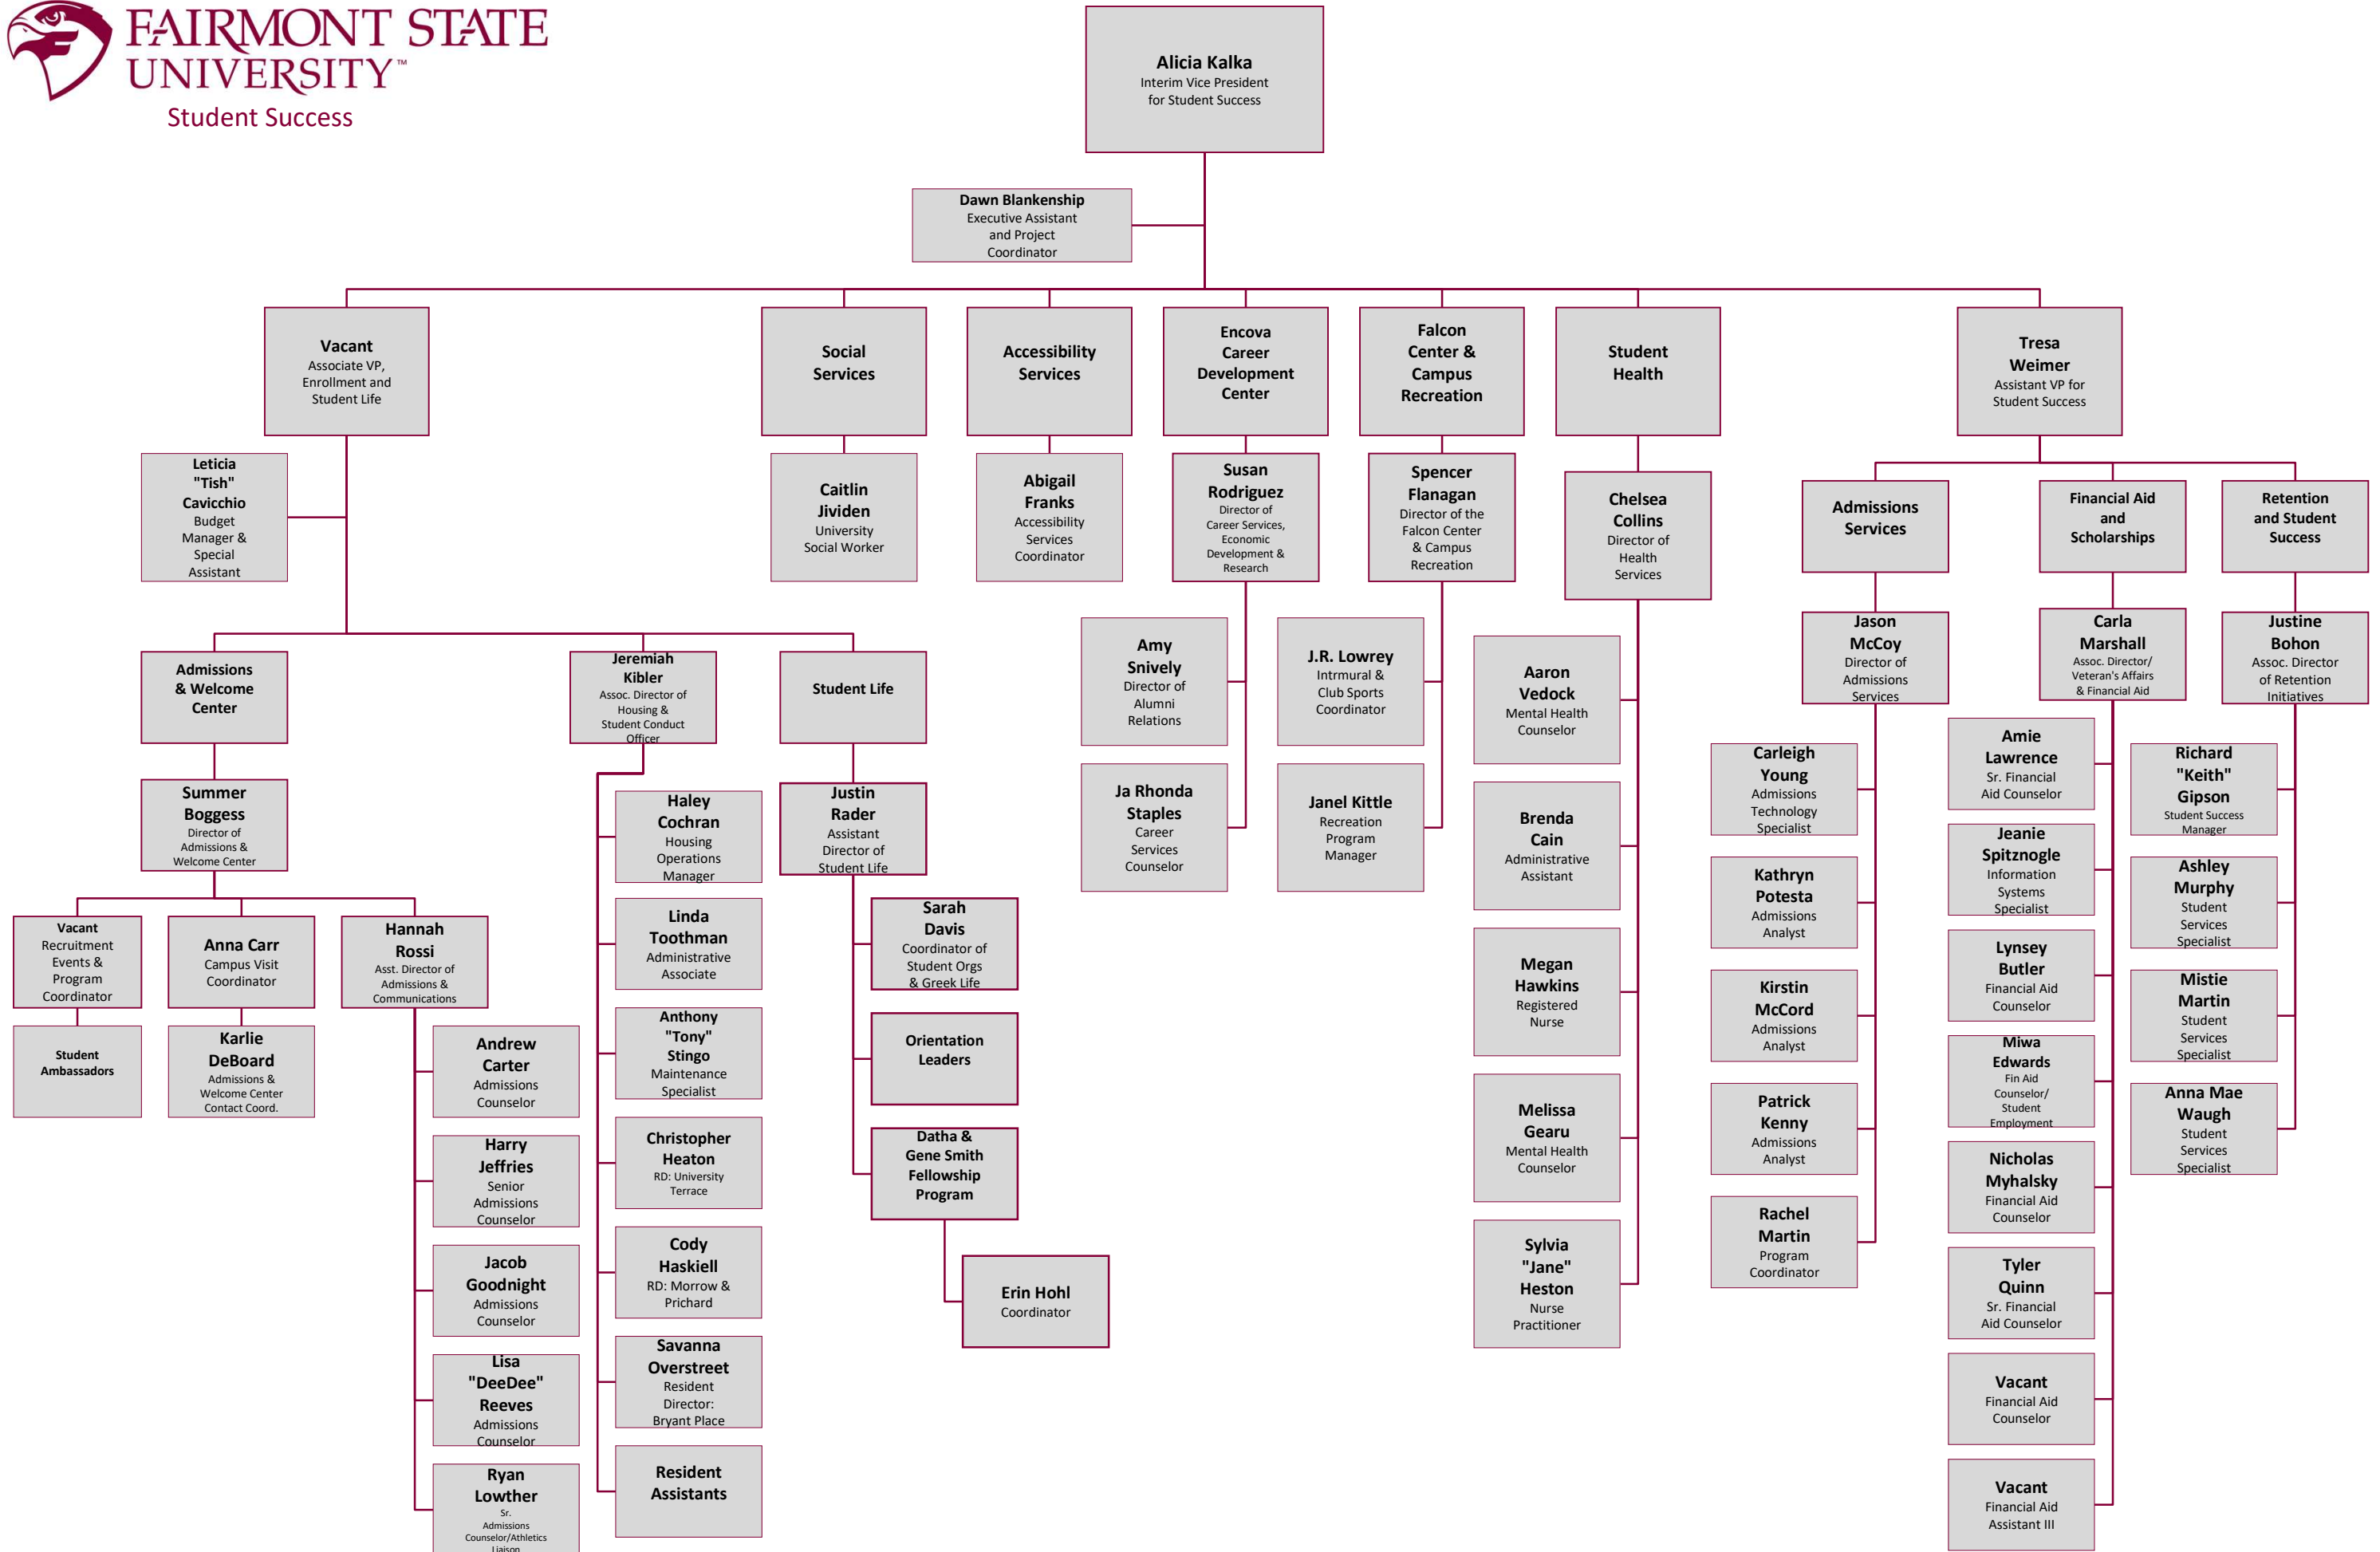 FAIRMONT STATE
UNIVERSITY™
Student Success
Alicia Kalka
Interim Vice President
for Student Success
Dawn Blankenship
Executive Assistant
and Project
Coordinator
Vacant
Associate VP,
Enrollment and
Student Life
Social
Services
Accessibility
Services
Encova
Career
Development
Center
Falcon
Center &
Campus
Recreation
Student
Health
Tresa
Weimer
Assistant VP for
Student Success
Leticia
"Tish"
Cavicchio
Budget
Manager &
Special
Assistant
Caitlin
Jividen
University
Social Worker
Abigail
Franks
Accessibility
Services
Coordinator
Susan
Rodriguez
Director of
Career Services,
Economic
Development &
Research
Spencer
Flanagan
Director of the
Falcon Center
& Campus
Recreation
Chelsea
Collins
Director of
Health
Services
Admissions
Services
Financial Aid
and
Scholarships
Retention
and Student
Success
Admissions
& Welcome
Center
Jeremiah
Kibler
Assoc. Director of
Housing &
Student Conduct
Officer
Student Life
Amy
Snively
Director of
Alumni
Relations
J.R. Lowrey
Intrmural &
Club Sports
Coordinator
Aaron
Vedock
Mental Health
Counselor
Jason
McCoy
Director of
Admissions
Services
Carla
Marshall
Assoc. Director/
Veteran's Affairs
& Financial Aid
Justine
Bohon
Assoc. Director
of Retention
Initiatives
Summer
Boggess
Director of
Admissions &
Welcome Center
Haley
Cochran
Housing
Operations
Manager
Justin
Rader
Assistant
Director of
Student Life
Ja Rhonda
Staples
Career
Services
Counselor
Janel Kittle
Recreation
Program
Manager
Brenda
Cain
Administrative
Assistant
Carleigh
Young
Admissions
Technology
Specialist
Amie
Lawrence
Sr. Financial
Aid Counselor
Richard
"Keith"
Gipson
Student Success
Manager
Jeanie
Spitznogle
Information
Systems
Specialist
Kathryn
Potesta
Admissions
Analyst
Ashley
Murphy
Student
Services
Specialist
Vacant
Recruitment
Events &
Program
Coordinator
Anna Carr
Campus Visit
Coordinator
Hannah
Rossi
Asst. Director of
Admissions &
Communications
Linda
Toothman
Administrative
Associate
Sarah
Davis
Coordinator of
Student Orgs
& Greek Life
Megan
Hawkins
Registered
Nurse
Kirstin
McCord
Admissions
Analyst
Lynsey
Butler
Financial Aid
Counselor
Mistie
Martin
Student
Services
Specialist
Student
Ambassadors
Karlie
DeBoard
Admissions &
Welcome Center
Contact Coord.
Andrew
Carter
Admissions
Counselor
Anthony
"Tony"
Stingo
Maintenance
Specialist
Orientation
Leaders
Melissa
Gearu
Mental Health
Counselor
Patrick
Kenny
Admissions
Analyst
Miwa
Edwards
Fin Aid
Counselor/
Student
Employment
Anna Mae
Waugh
Student
Services
Specialist
Harry
Jeffries
Senior
Admissions
Counselor
Christopher
Heaton
RD: University
Terrace
Datha &
Gene Smith
Fellowship
Program
Nicholas
Myhalsky
Financial Aid
Counselor
Jacob
Goodnight
Admissions
Counselor
Cody
Haskiell
RD: Morrow &
Prichard
Erin Hohl
Coordinator
Sylvia
"Jane"
Heston
Nurse
Practitioner
Rachel
Martin
Program
Coordinator
Tyler
Quinn
Sr. Financial
Aid Counselor
Lisa
"DeeDee"
Reeves
Admissions
Counselor
Savanna
Overstreet
Resident
Director:
Bryant Place
Vacant
Financial Aid
Counselor
Ryan
Lowther
Sr.
Admissions
Counselor/Athletics
Liaison
Resident
Assistants
Vacant
Financial Aid
Assistant III